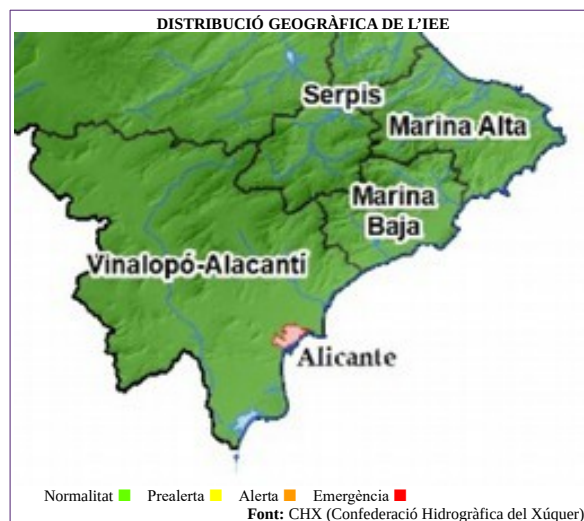 DISTRIBUCIÓ GEOGRÀFICA DE L'IEE
Serpis
Marina Alta
Marina
Baja
Vinalopó-Alacantí
Alicante
Normalitat Prealerta Alerta Emergència
Font: CHX (Confederació Hidrogràfica del Xúquer)